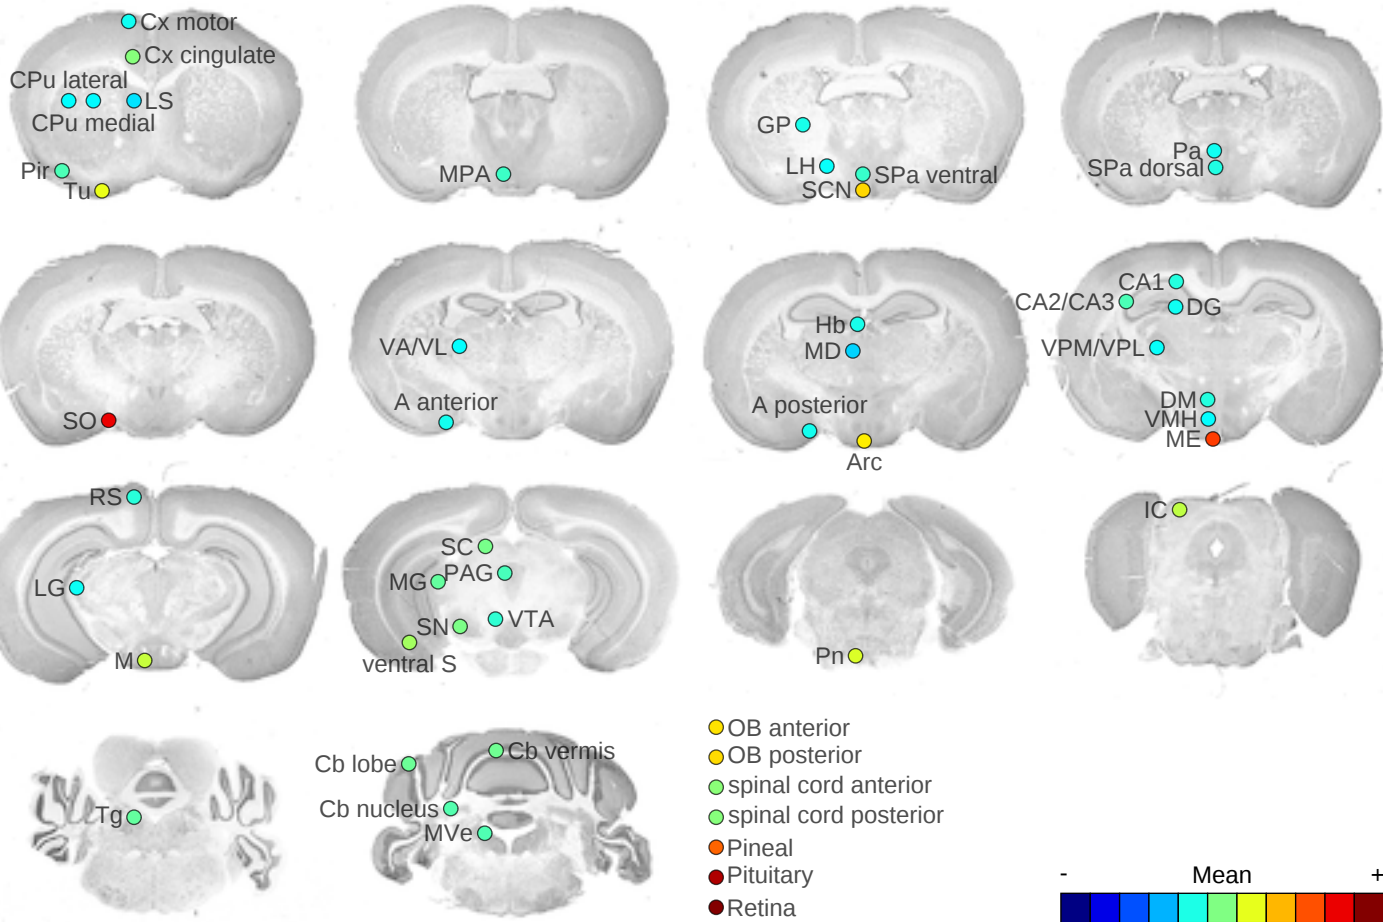 Cx motor
Cx cingulate
CPu lateral
LS
CPu medial
Pir
Tu
MPA
GP
LH
SPa ventral
SCN
Pa
SPa dorsal
SO
VA/VL
A anterior
Hb
MD
A posterior
Arc
CA1
CA2/CA3
DG
VPM/VPL
DM
VMH
ME
RS
LG
M
SC
MG
PAG
SN
VTA
ventral S
Pn
IC
Tg
Cb lobe
Cb vermis
Cb nucleus
MVe
OB anterior
OB posterior
spinal cord anterior
spinal cord posterior
Pineal
Pituitary
Retina
- Mean +